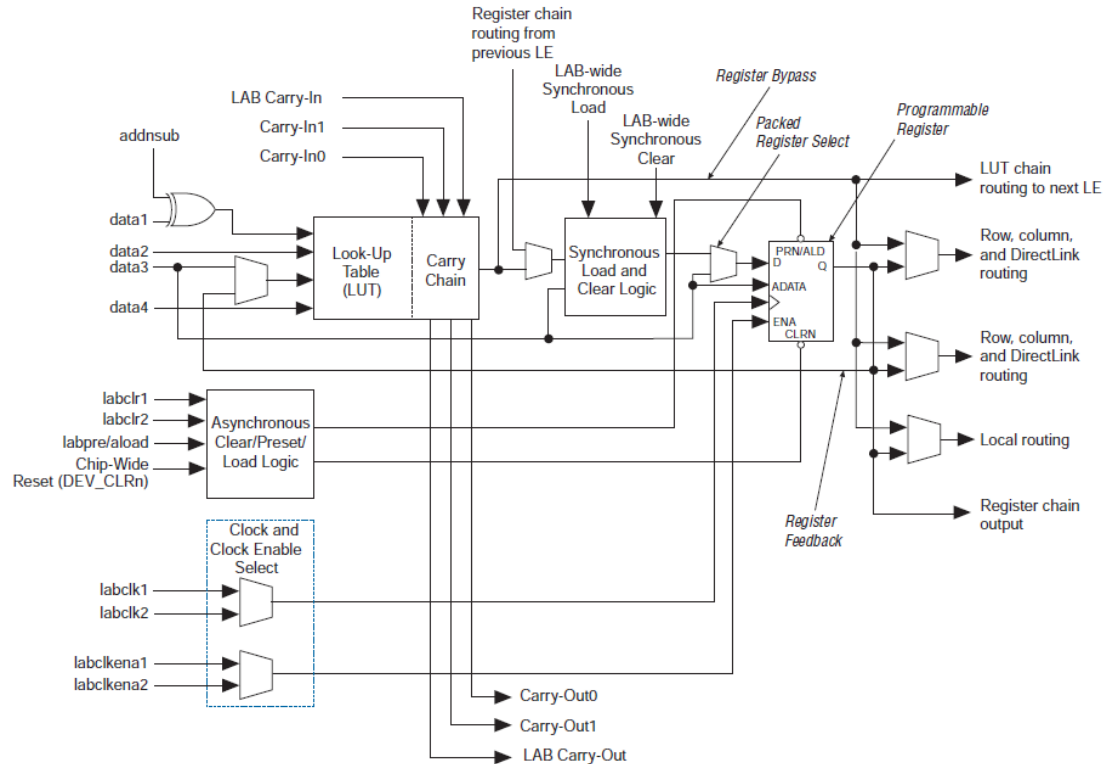 Register chain
routing from
previous LE
LAB-wide
Synchronous
Load
Register Bypass
Programmable
Register
LAB Carry-In
Packed
Register Select
Carry-In1
LAB-wide
Synchronous
Clear
addnsub
Carry-In0
LUT chain
routing to next LE
data1
data2
data3
data4
Look-Up
Table
(LUT)
Carry
Chain
Synchronous
Load and
Clear Logic
PRN/ALD
D
Q
ADATA
ENA
CLRN
Row, column,
and DirectLink
routing
Row, column,
and DirectLink
routing
labclr1
labclr2
labpre/aload
Chip-Wide
Reset (DEV_CLRn)
Asynchronous
Clear/Preset/
Load Logic
Local routing
Register
Feedback
Register chain
output
Clock and
Clock Enable
Select
labclk1
labclk2
labclkena1
labclkena2
Carry-Out0
Carry-Out1
LAB Carry-Out